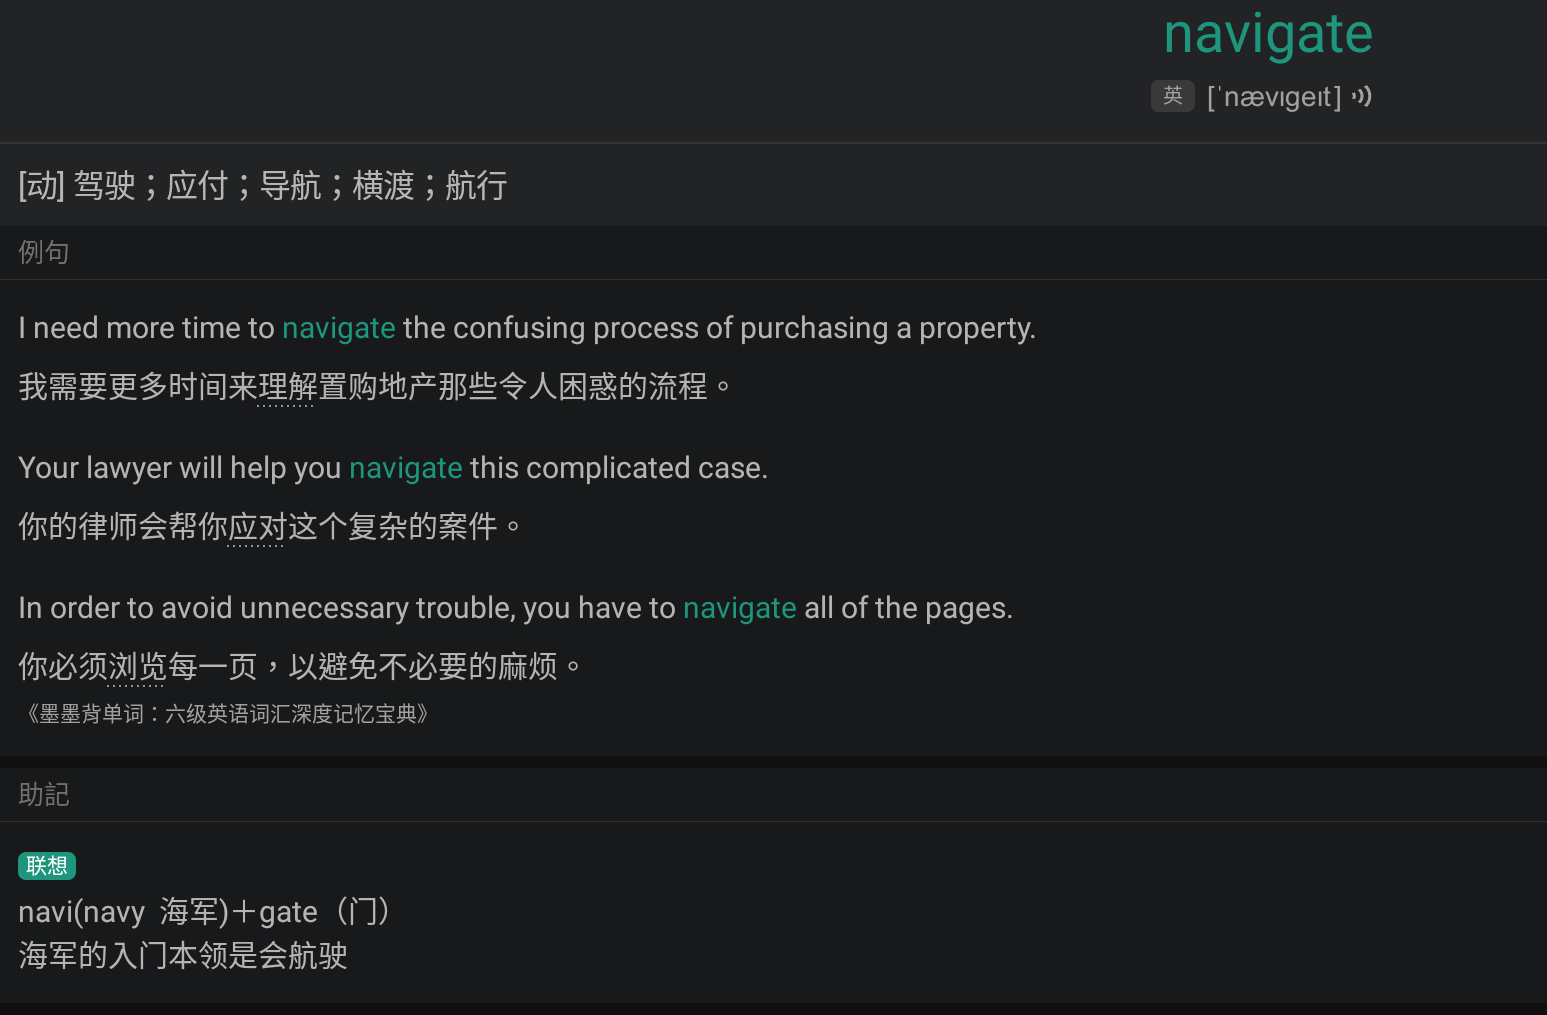 navigate
英 [ˈnævɪgeɪt]
[动] 驾驶；应付；导航；横渡；航行
例句
I need more time to navigate the confusing process of purchasing a property.
我需要更多时间来理解置购地产那些令人困惑的流程。
Your lawyer will help you navigate this complicated case.
你的律师会帮你应对这个复杂的案件。
In order to avoid unnecessary trouble, you have to navigate all of the pages.
你必须浏览每一页，以避免不必要的麻烦。
《墨墨背单词：六级英语词汇深度记忆宝典》
助記
联想
navi(navy 海军)＋gate（门）
海军的入门本领是会航驶